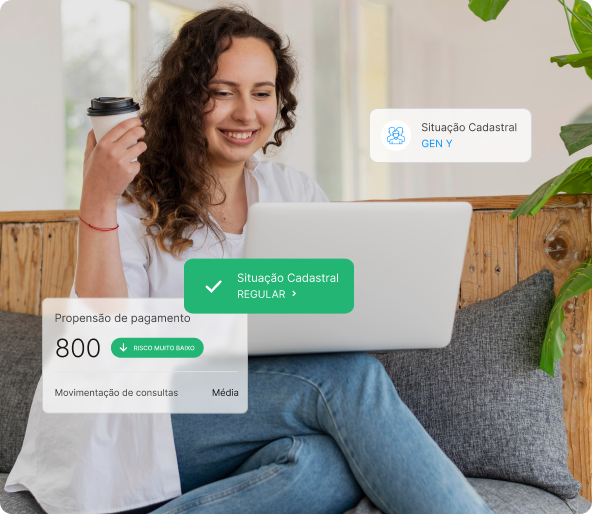 Situação Cadastral
GEN Y
Situação Cadastral
REGULAR >
Propensão de pagamento
800
RISCO MUITO BAIXO
Movimentação de consultas Média